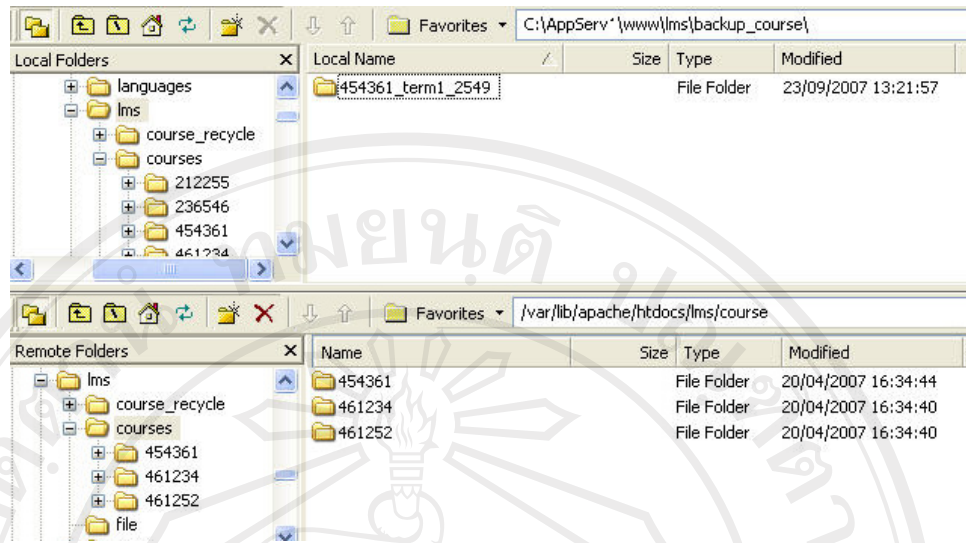 Favorites C:\AppServ*\www\lms\backup_course\
Local Folders Local Name Size Type Modified
languages
454361_term1_2549 File Folder 23/09/2007 13:21:57
lms
course_recycle
courses
212255
236546
454361
461234
Favorites /var/lib/apache/htdocs/lms/course
Remote Folders Name Size Type Modified
lms
454361 File Folder 20/04/2007 16:34:44
course_recycle
461234 File Folder 20/04/2007 16:34:40
courses
461252 File Folder 20/04/2007 16:34:40
454361
461234
461252
file